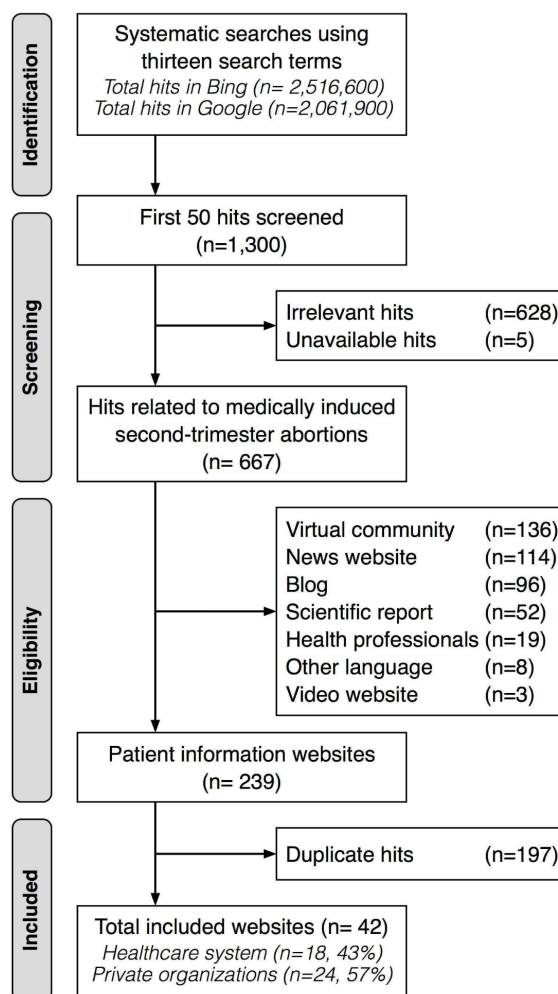 Identification
Systematic searches using
thirteen search terms
Total hits in Bing (n= 2,516,600)
Total hits in Google (n=2,061,900)
Screening
First 50 hits screened
(n=1,300)
Irrelevant hits (n=628)
Unavailable hits (n=5)
Hits related to medically induced
second-trimester abortions
(n= 667)
Eligibility
Virtual community (n=136)
News website (n=114)
Blog (n=96)
Scientific report (n=52)
Health professionals (n=19)
Other language (n=8)
Video website (n=3)
Patient information websites
(n= 239)
Included
Duplicate hits (n=197)
Total included websites (n= 42)
Healthcare system (n=18, 43%)
Private organizations (n=24, 57%)